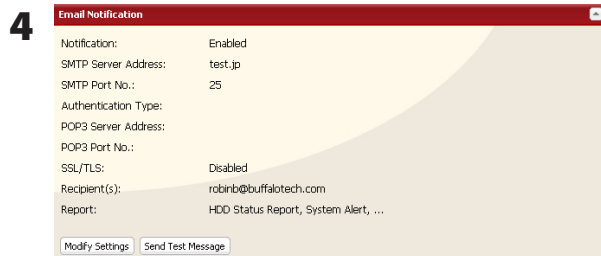 4
Email Notification
Notification: Enabled
SMTP Server Address: test.jp
SMTP Port No.: 25
Authentication Type:
POP3 Server Address:
POP3 Port No.:
SSL/TLS: Disabled
Recipient(s): robinb@buffalotech.com
Report: HDD Status Report, System Alert, ...
Modify Settings Send Test Message